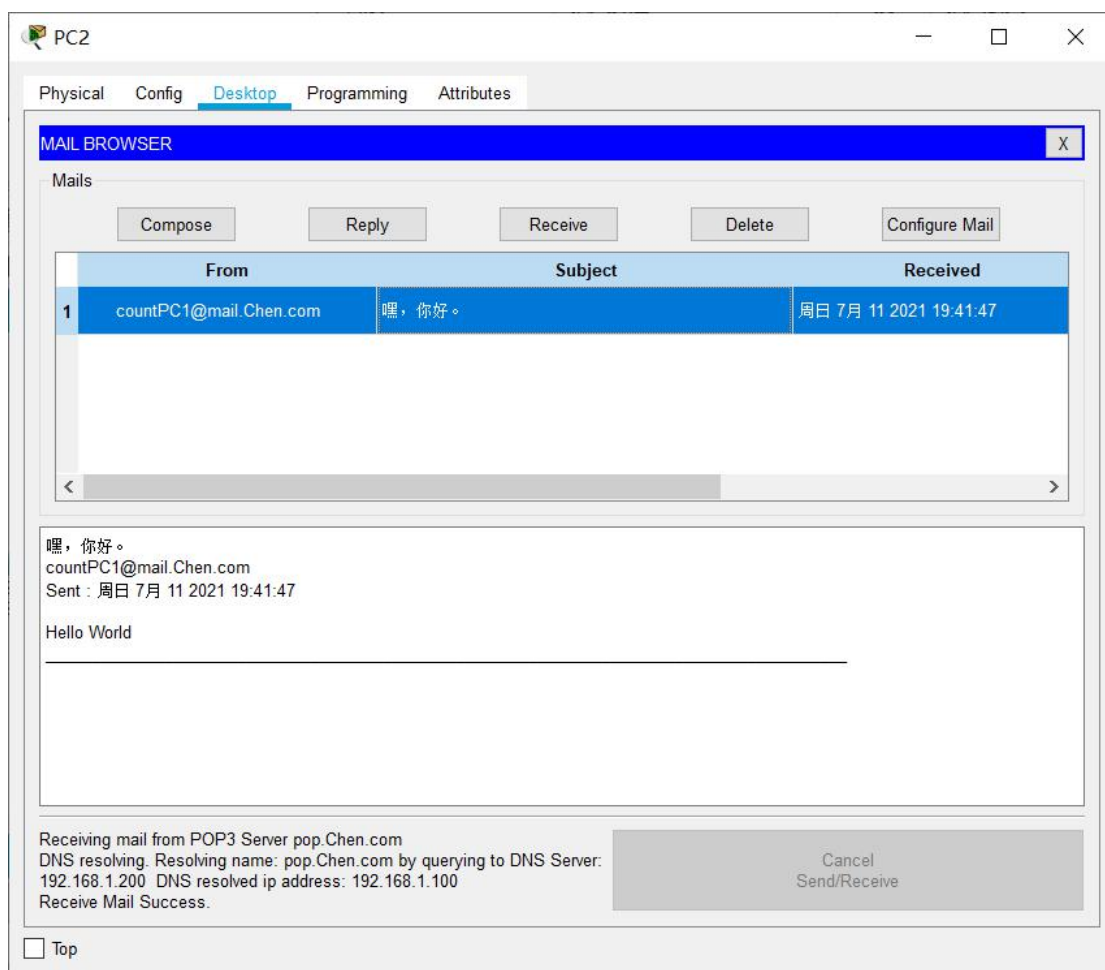 PC2
Physical Config Desktop Programming Attributes
MAIL BROWSER X
Mails
Compose Reply Receive Delete Configure Mail
From Subject Received
1 countPC1@mail.Chen.com 嘿，你好。 周日 7月 11 2021 19:41:47
嘿，你好。
countPC1@mail.Chen.com
Sent : 周日 7月 11 2021 19:41:47
Hello World
Receiving mail from POP3 Server pop.Chen.com
DNS resolving. Resolving name: pop.Chen.com by querying to DNS Server:
192.168.1.200 DNS resolved ip address: 192.168.1.100
Receive Mail Success.
Cancel
Send/Receive
Top